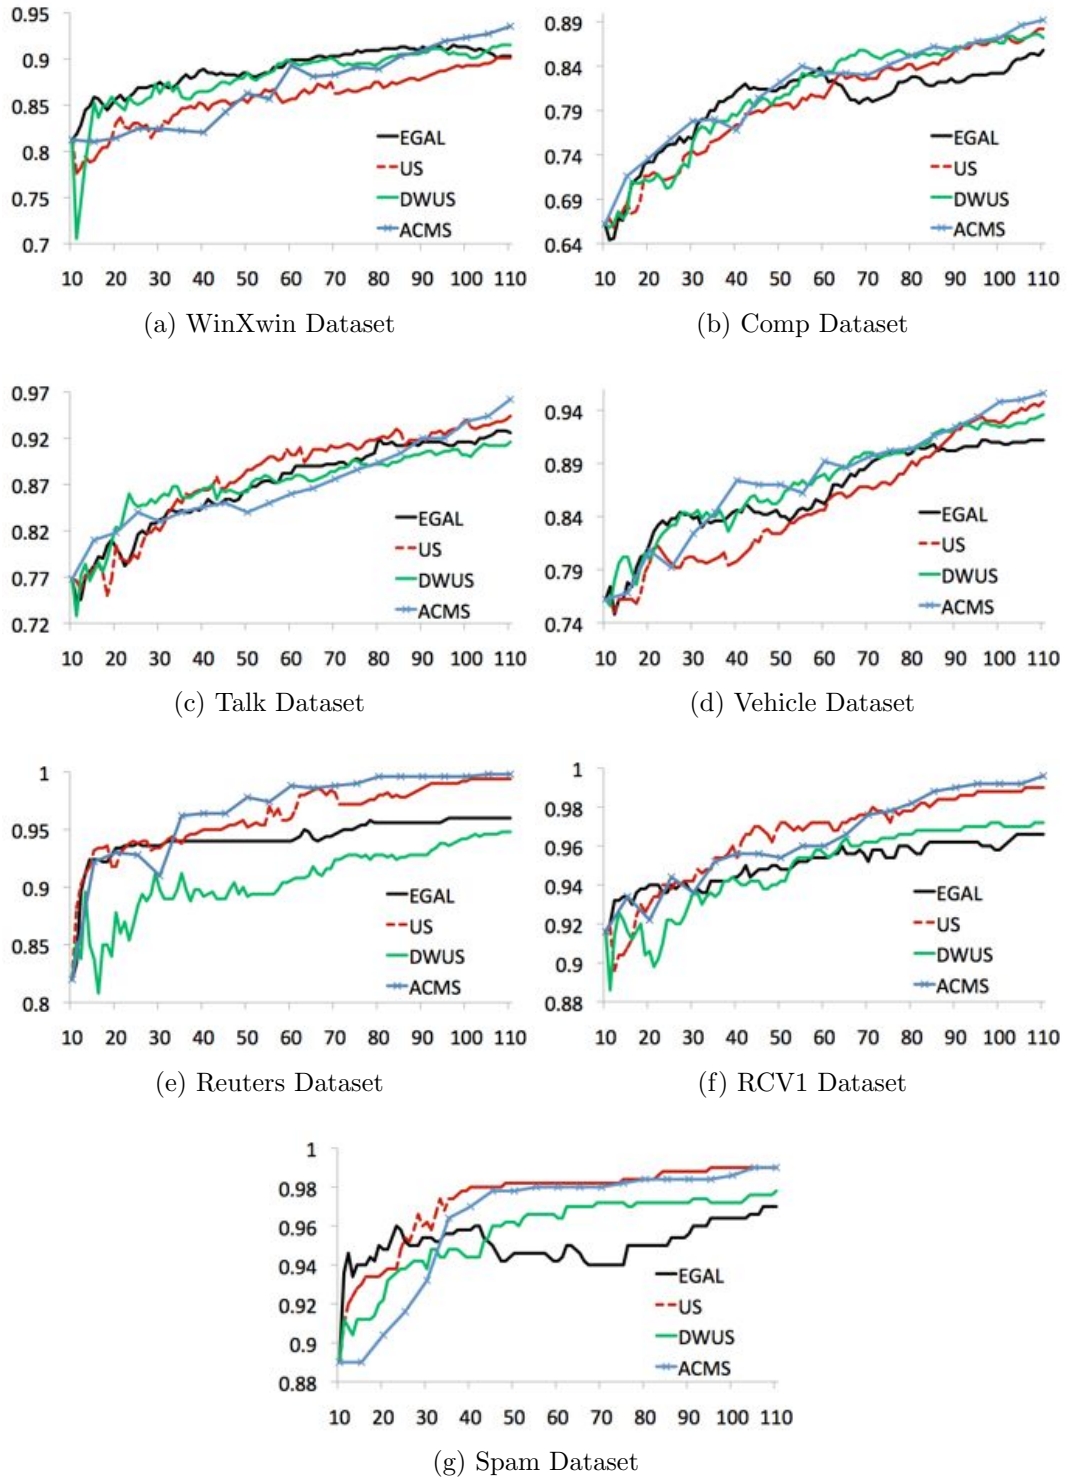 0.95
0.9
0.85
0.8
0.75
0.7
EGAL
US
DWUS
ACMS
10 20 30 40 50 60 70 80 90 100 110
(a) WinXwin Dataset
0.89
0.84
0.79
0.74
0.69
0.64
EGAL
US
DWUS
ACMS
10 20 30 40 50 60 70 80 90 100 110
(b) Comp Dataset
0.97
0.92
0.87
0.82
0.77
0.72
EGAL
US
DWUS
ACMS
10 20 30 40 50 60 70 80 90 100 110
(c) Talk Dataset
0.94
0.89
0.84
0.79
0.74
EGAL
US
DWUS
ACMS
10 20 30 40 50 60 70 80 90 100 110
(d) Vehicle Dataset
1
0.95
0.9
0.85
0.8
EGAL
US
DWUS
ACMS
10 20 30 40 50 60 70 80 90 100 110
(e) Reuters Dataset
1
0.98
0.96
0.94
0.92
0.9
0.88
EGAL
US
DWUS
ACMS
10 20 30 40 50 60 70 80 90 100 110
(f) RCV1 Dataset
1
0.98
0.96
0.94
0.92
0.9
0.88
EGAL
US
DWUS
ACMS
10 20 30 40 50 60 70 80 90 100 110
(g) Spam Dataset